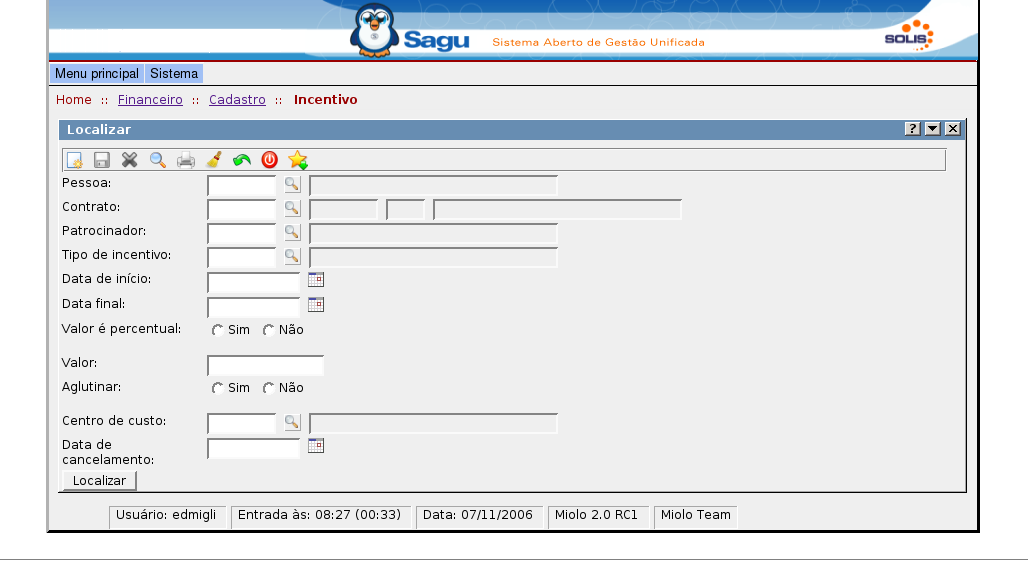 Sagu Sistema Aberto de Gestão Unificada SOLIS
Menu principal Sistema
Home :: Financeiro :: Cadastro :: Incentivo
Localizar
Pessoa:
Contrato:
Patrocinador:
Tipo de incentivo:
Data de início:
Data final:
Valor é percentual: Sim Não
Valor:
Aglutinar: Sim Não
Centro de custo:
Data de
cancelamento:
Localizar
Usuário: edmigli Entrada às: 08:27 (00:33) Data: 07/11/2006 Miolo 2.0 RC1 Miolo Team